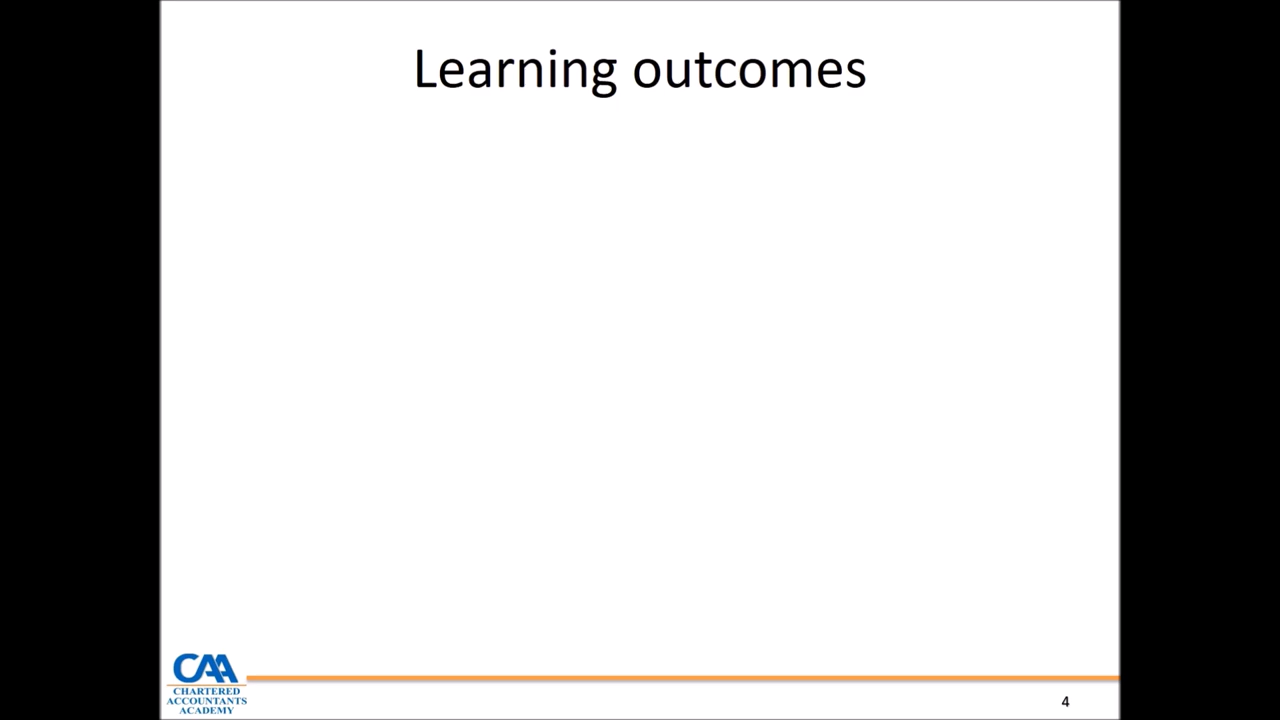 Learning outcomes
CAA
CHARTERED
ACCOUNTANTS
ACADEMY
4